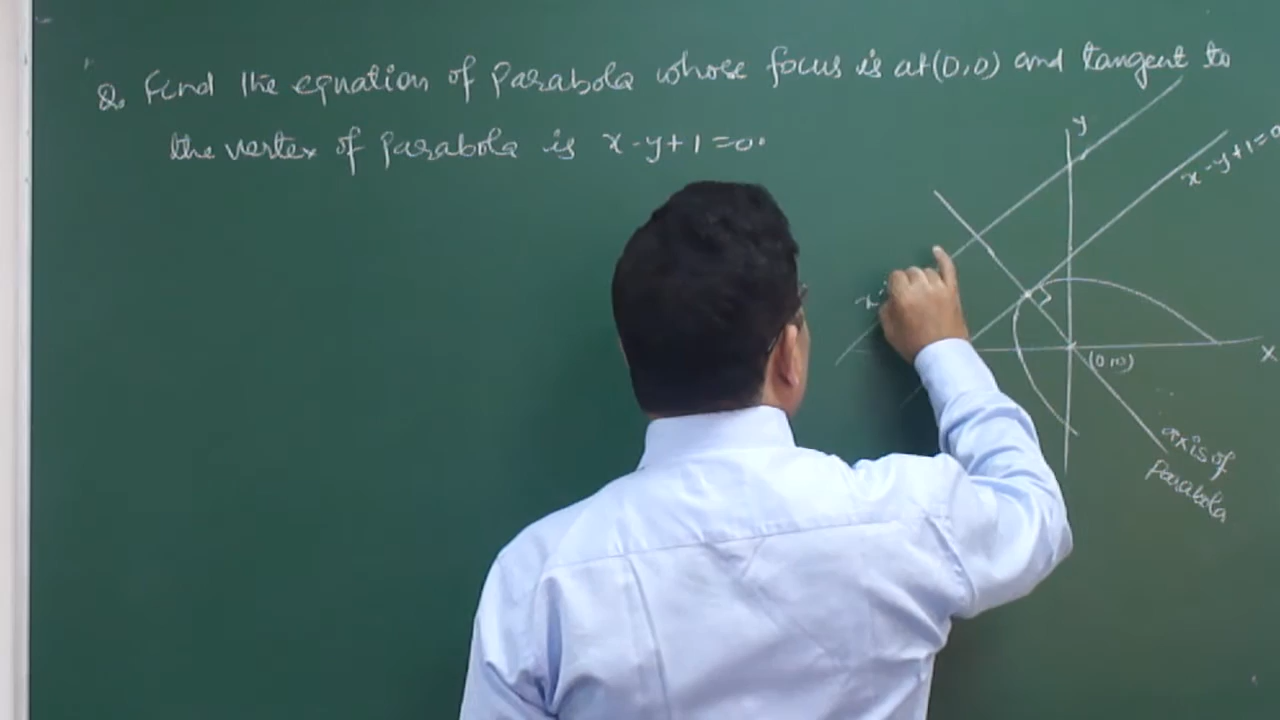 Q. Find the equation of parabola whose focus is at (0,0) and tangent to
the vertex of parabola is x-y+1=0.
y
x-y+1=0
x
(0,0)
X
axis of
parabola